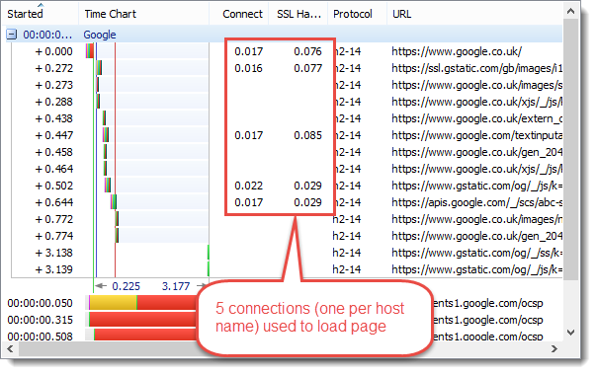 Started Time Chart Connect SSL Ha... Protocol URL
00:00:0... Google
+ 0.000 0.017 0.076 h2-14 https://www.google.co.uk/
+ 0.272 0.016 0.077 h2-14 https://ssl.gstatic.com/gb/images/i1
+ 0.273 h2-14 https://www.google.co.uk/images/s
+ 0.288 h2-14 https://www.google.co.uk/xjs/_/js/
+ 0.438 h2-14 https://www.google.co.uk/extern_c
+ 0.447 0.017 0.085 h2-14 https://www.google.com/textinputa
+ 0.458 h2-14 https://www.google.co.uk/gen_204
+ 0.464 h2-14 https://www.google.co.uk/xjs/_/js/
+ 0.502 0.022 0.029 h2-14 https://www.gstatic.com/og/_/js/k=
+ 0.644 0.017 0.029 h2-14 https://apis.google.com/_/scs/abc-s
+ 0.772 h2-14 https://www.google.co.uk/images/n
+ 0.774 h2-14 https://www.google.co.uk/gen_204
+ 3.138 h2-14 https://www.gstatic.com/og/_/ss/k=
+ 3.139 h2-14 https://www.gstatic.com/og/_/js/k=
0.225 3.177
00:00:00.050 ents1.google.com/ocsp
00:00:00.315 ents1.google.com/ocsp
00:00:00.508 ents1.google.com/ocsp
5 connections (one per host
name) used to load page